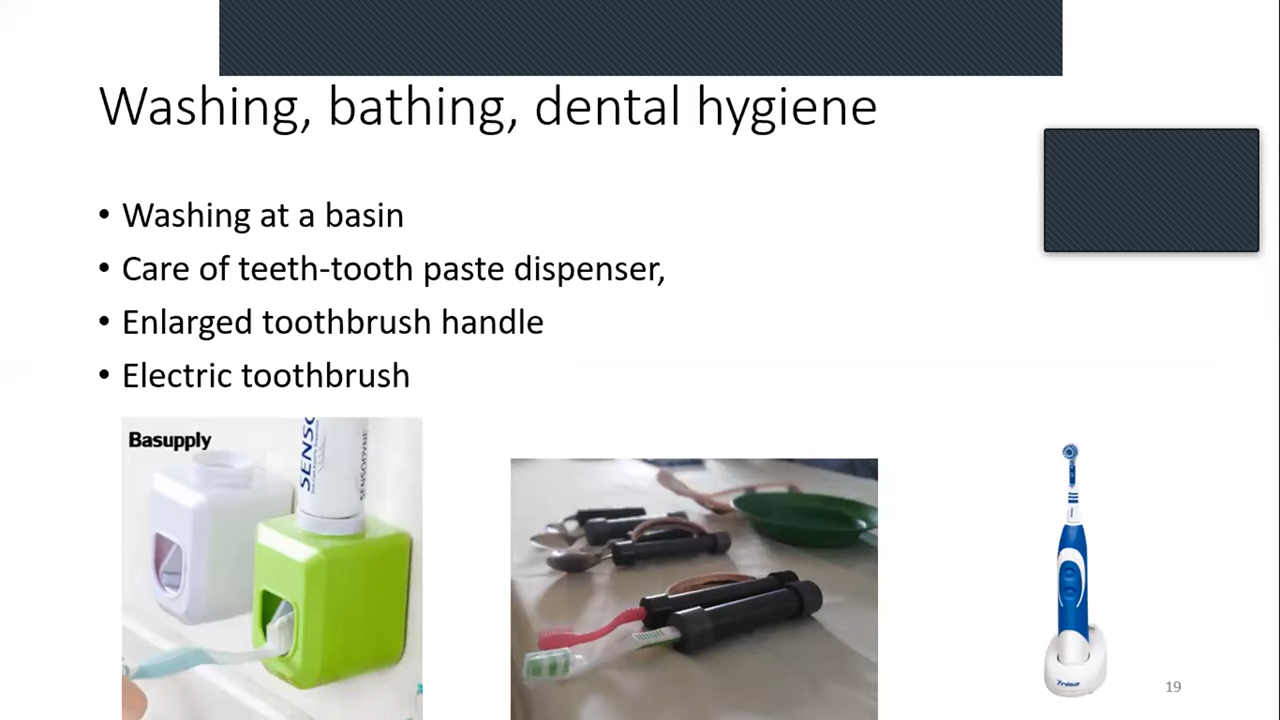 Washing, bathing, dental hygiene
• Washing at a basin
• Care of teeth-tooth paste dispenser,
• Enlarged toothbrush handle
• Electric toothbrush
Basupply
SENSO
SENSODYNE
Trisa
19